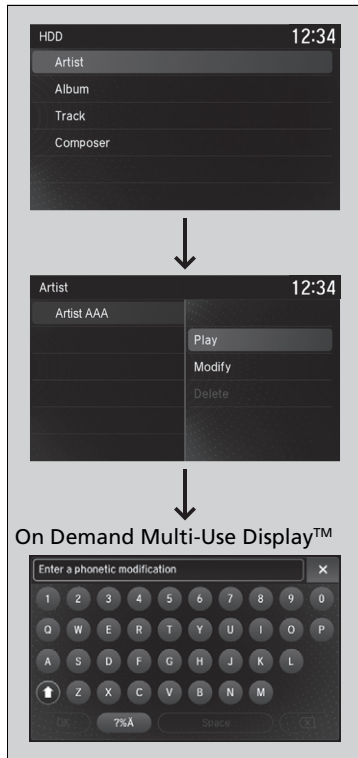 HDD 12:34
Artist
Album
Track
Composer
Artist 12:34
Artist AAA
Play
Modify
Delete
On Demand Multi-Use Display™
Enter a phonetic modification ×
1 2 3 4 5 6 7 8 9 0
Q W E R T Y U I O P
A S D F G H J K L
Z X C V B N M
OK ?%Ä Space